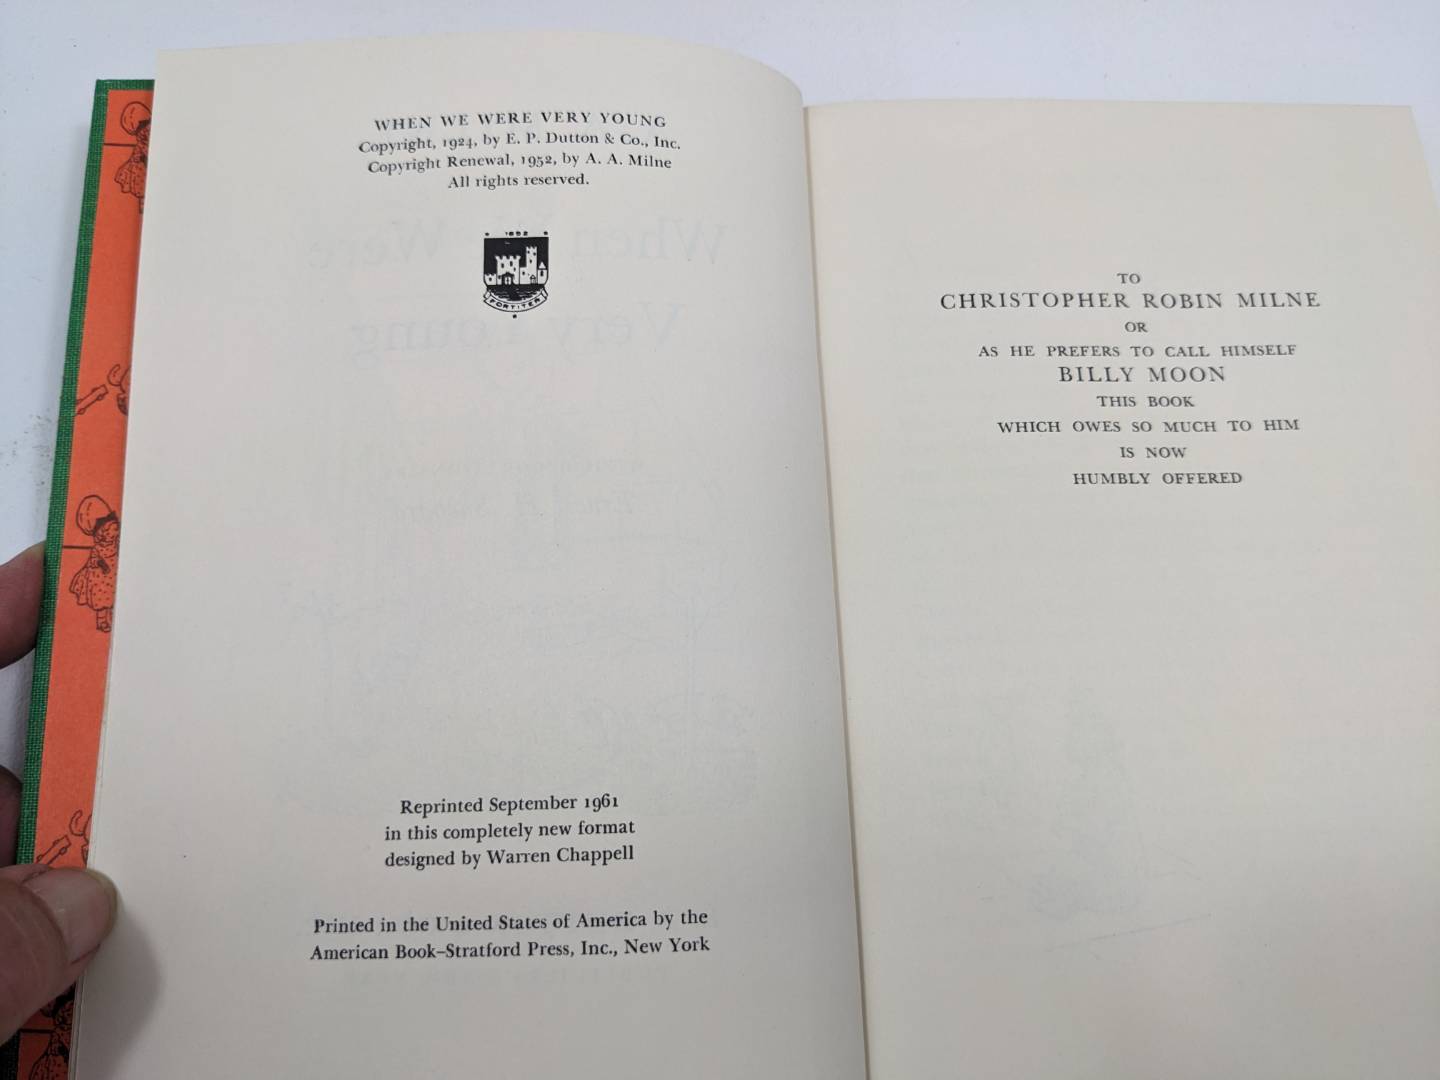 WHEN WE WERE VERY YOUNG
Copyright, 1924, by E. P. Dutton & Co., Inc.
Copyright Renewal, 1952, by A. A. Milne
All rights reserved.
1852
FORTITER
Reprinted September 1961
in this completely new format
designed by Warren Chappell
Printed in the United States of America by the
American Book–Stratford Press, Inc., New York
TO
CHRISTOPHER ROBIN MILNE
OR
AS HE PREFERS TO CALL HIMSELF
BILLY MOON
THIS BOOK
WHICH OWES SO MUCH TO HIM
IS NOW
HUMBLY OFFERED